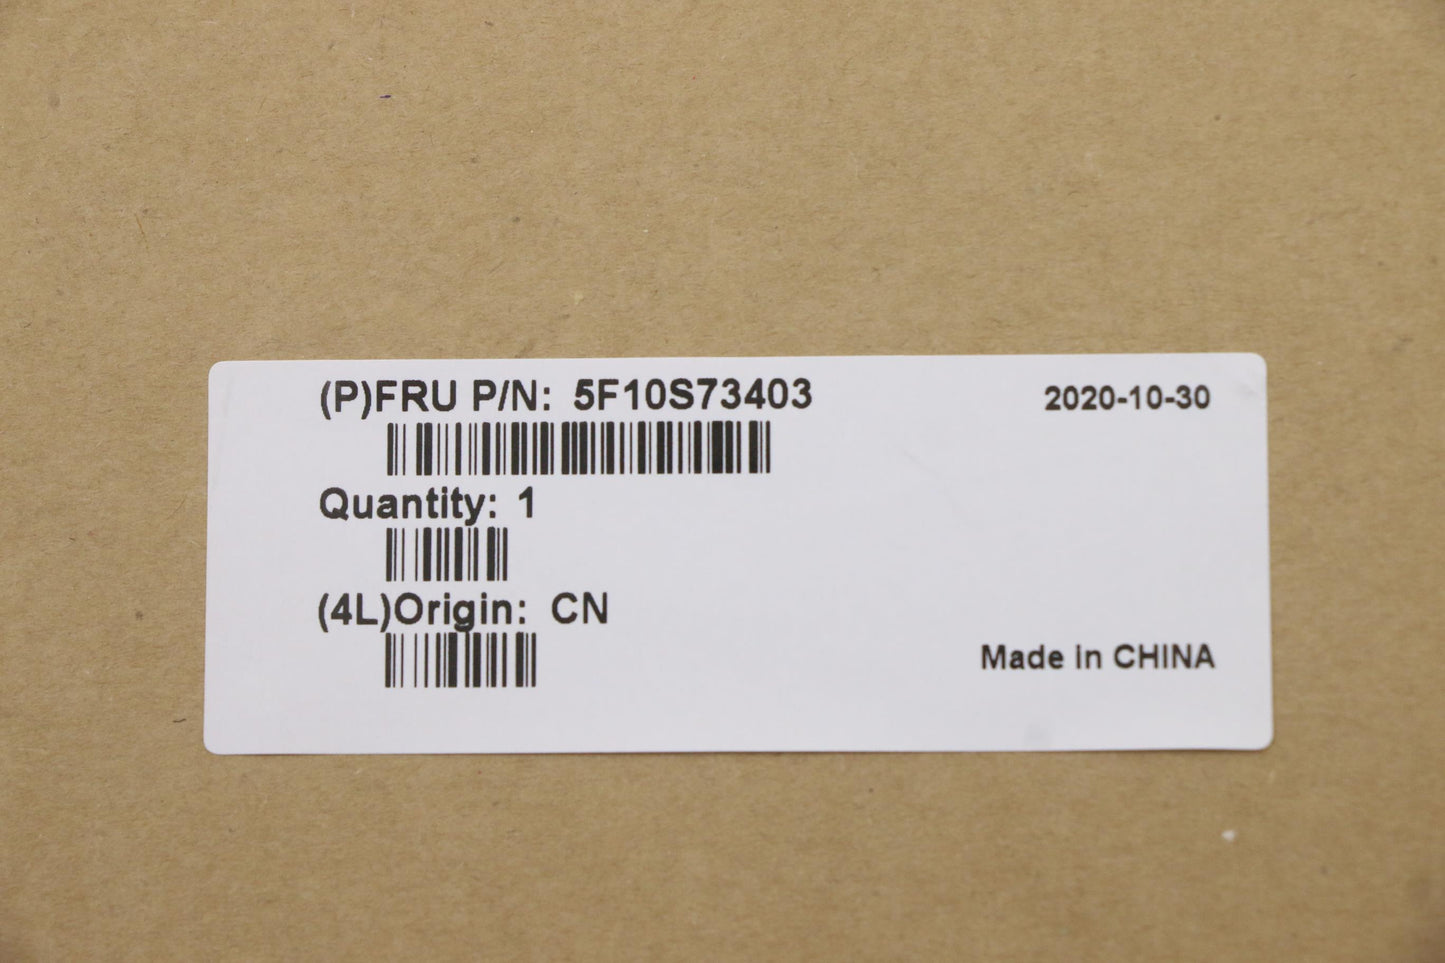 (P)FRU P/N: 5F10S73403 2020-10-30
Quantity: 1
(4L)Origin: CN
Made in CHINA